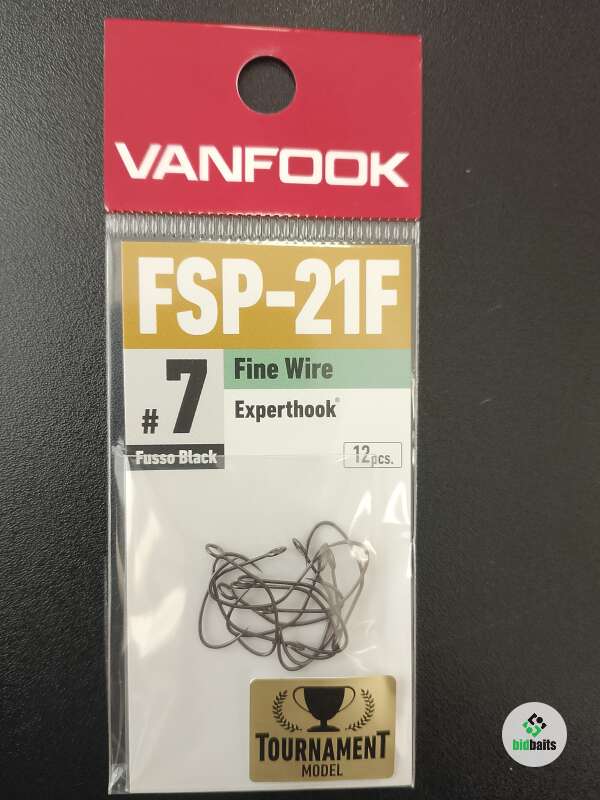 VANFOOK
FSP-21F
#7
Fine Wire
Experthook®
Fusso Black
12pcs.
TOURNAMENT
MODEL
bidbaits